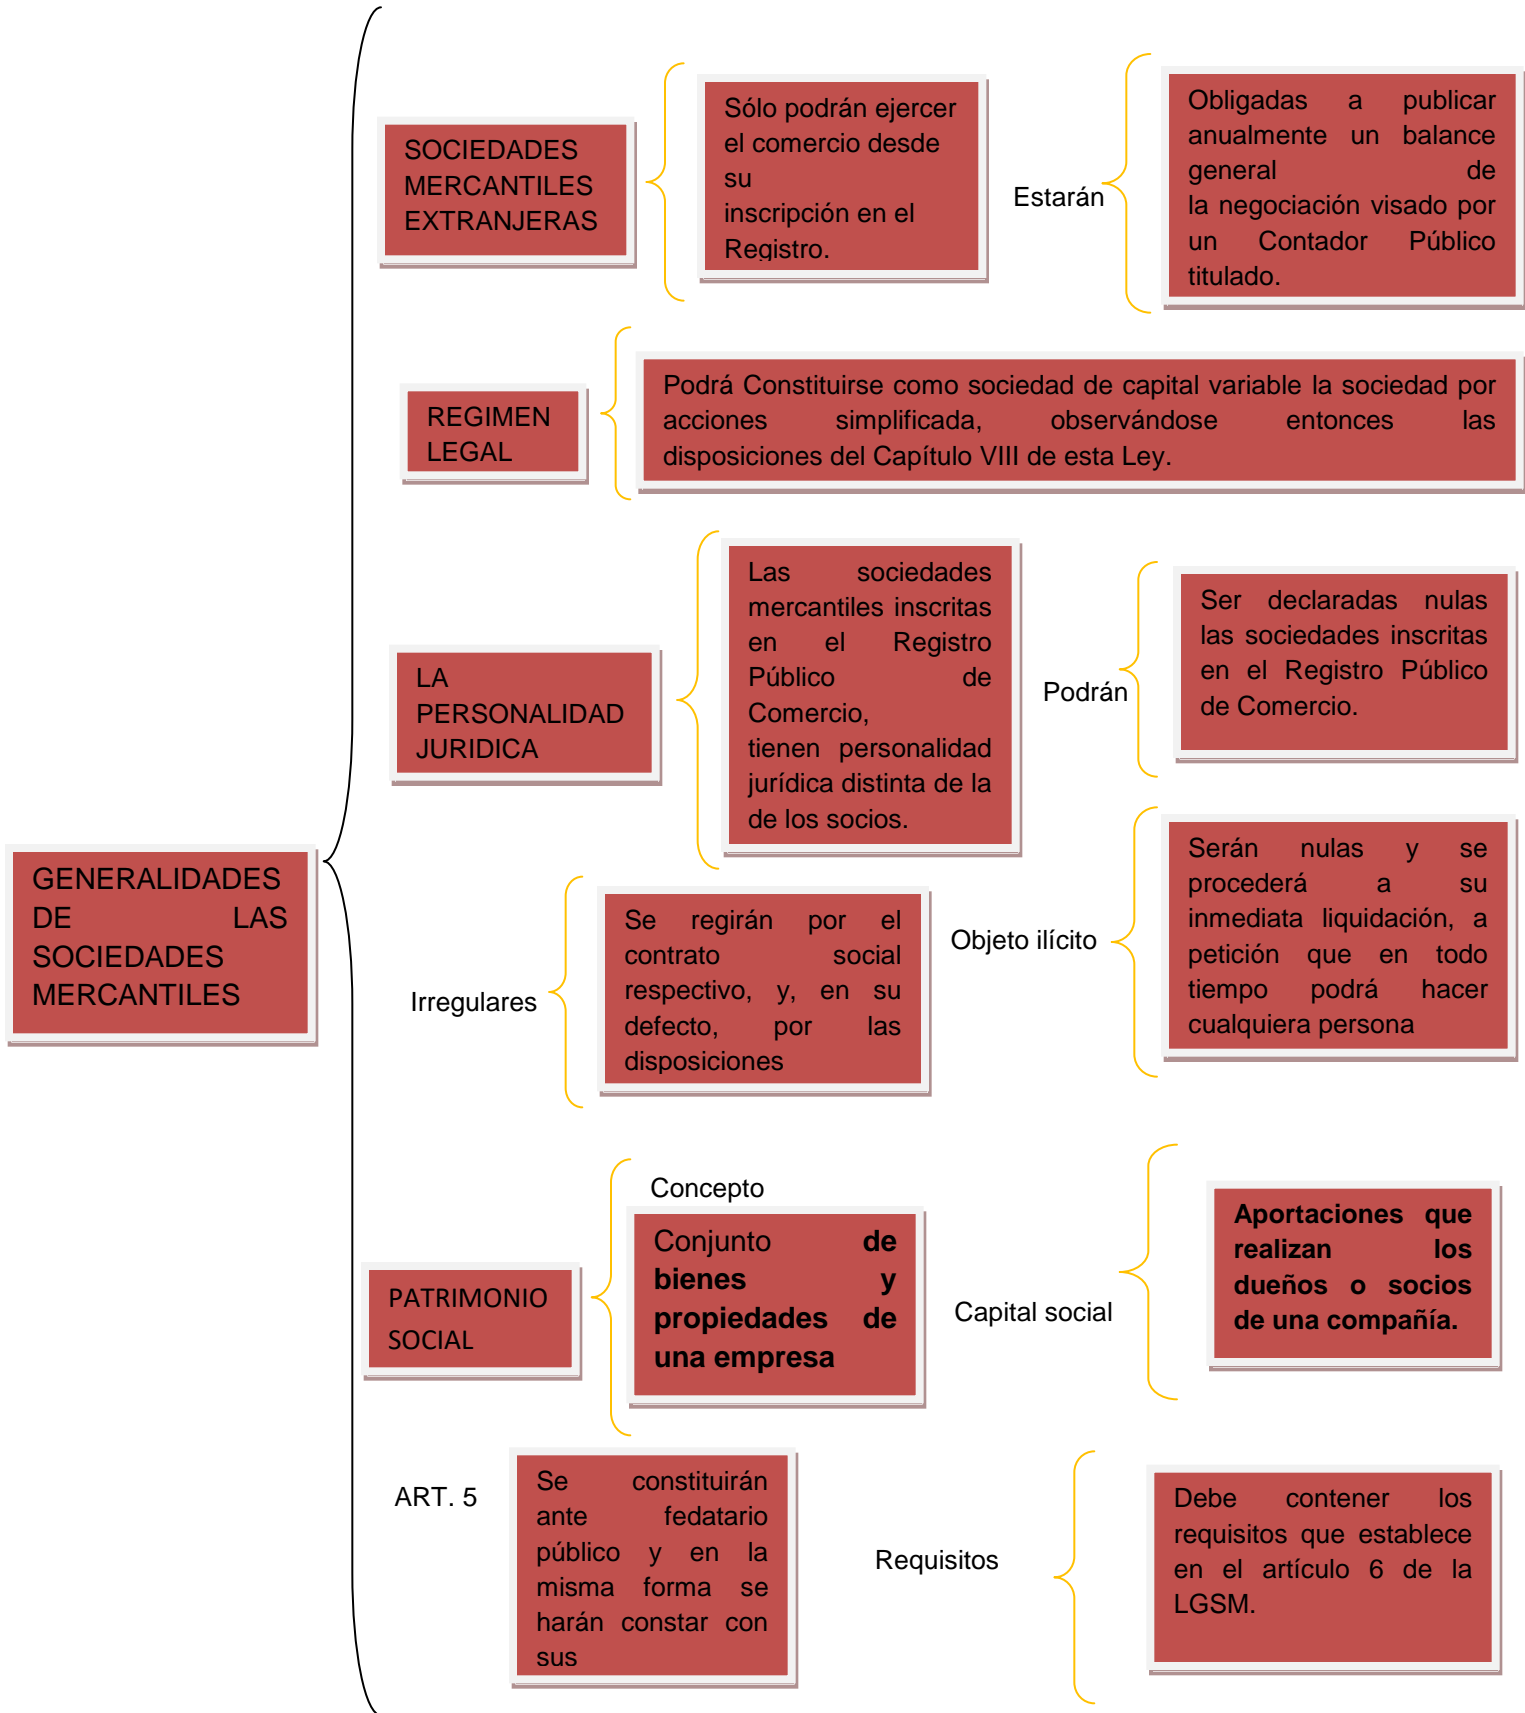 GENERALIDADES
DE LAS
SOCIEDADES
MERCANTILES
SOCIEDADES
MERCANTILES
EXTRANJERAS
Sólo podrán ejercer
el comercio desde
su
inscripción en el
Registro.
Estarán
Obligadas a publicar
anualmente un balance
general de
la negociación visado por
un Contador Público
titulado.
REGIMEN
LEGAL
Podrá Constituirse como sociedad de capital variable la sociedad por
acciones simplificada, observándose entonces las
disposiciones del Capítulo VIII de esta Ley.
LA
PERSONALIDAD
JURIDICA
Las sociedades
mercantiles inscritas
en el Registro
Público de
Comercio,
tienen personalidad
jurídica distinta de la
de los socios.
Podrán
Ser declaradas nulas
las sociedades inscritas
en el Registro Público
de Comercio.
Irregulares
Se regirán por el
contrato social
respectivo, y, en su
defecto, por las
disposiciones
Objeto ilícito
Serán nulas y se
procederá a su
inmediata liquidación, a
petición que en todo
tiempo podrá hacer
cualquiera persona
PATRIMONIO
SOCIAL
Concepto
Conjunto de
bienes y
propiedades de
una empresa
Capital social
Aportaciones que
realizan los
dueños o socios
de una compañía.
ART. 5
Se constituirán
ante fedatario
público y en la
misma forma se
harán constar con
sus
Requisitos
Debe contener los
requisitos que establece
en el artículo 6 de la
LGSM.